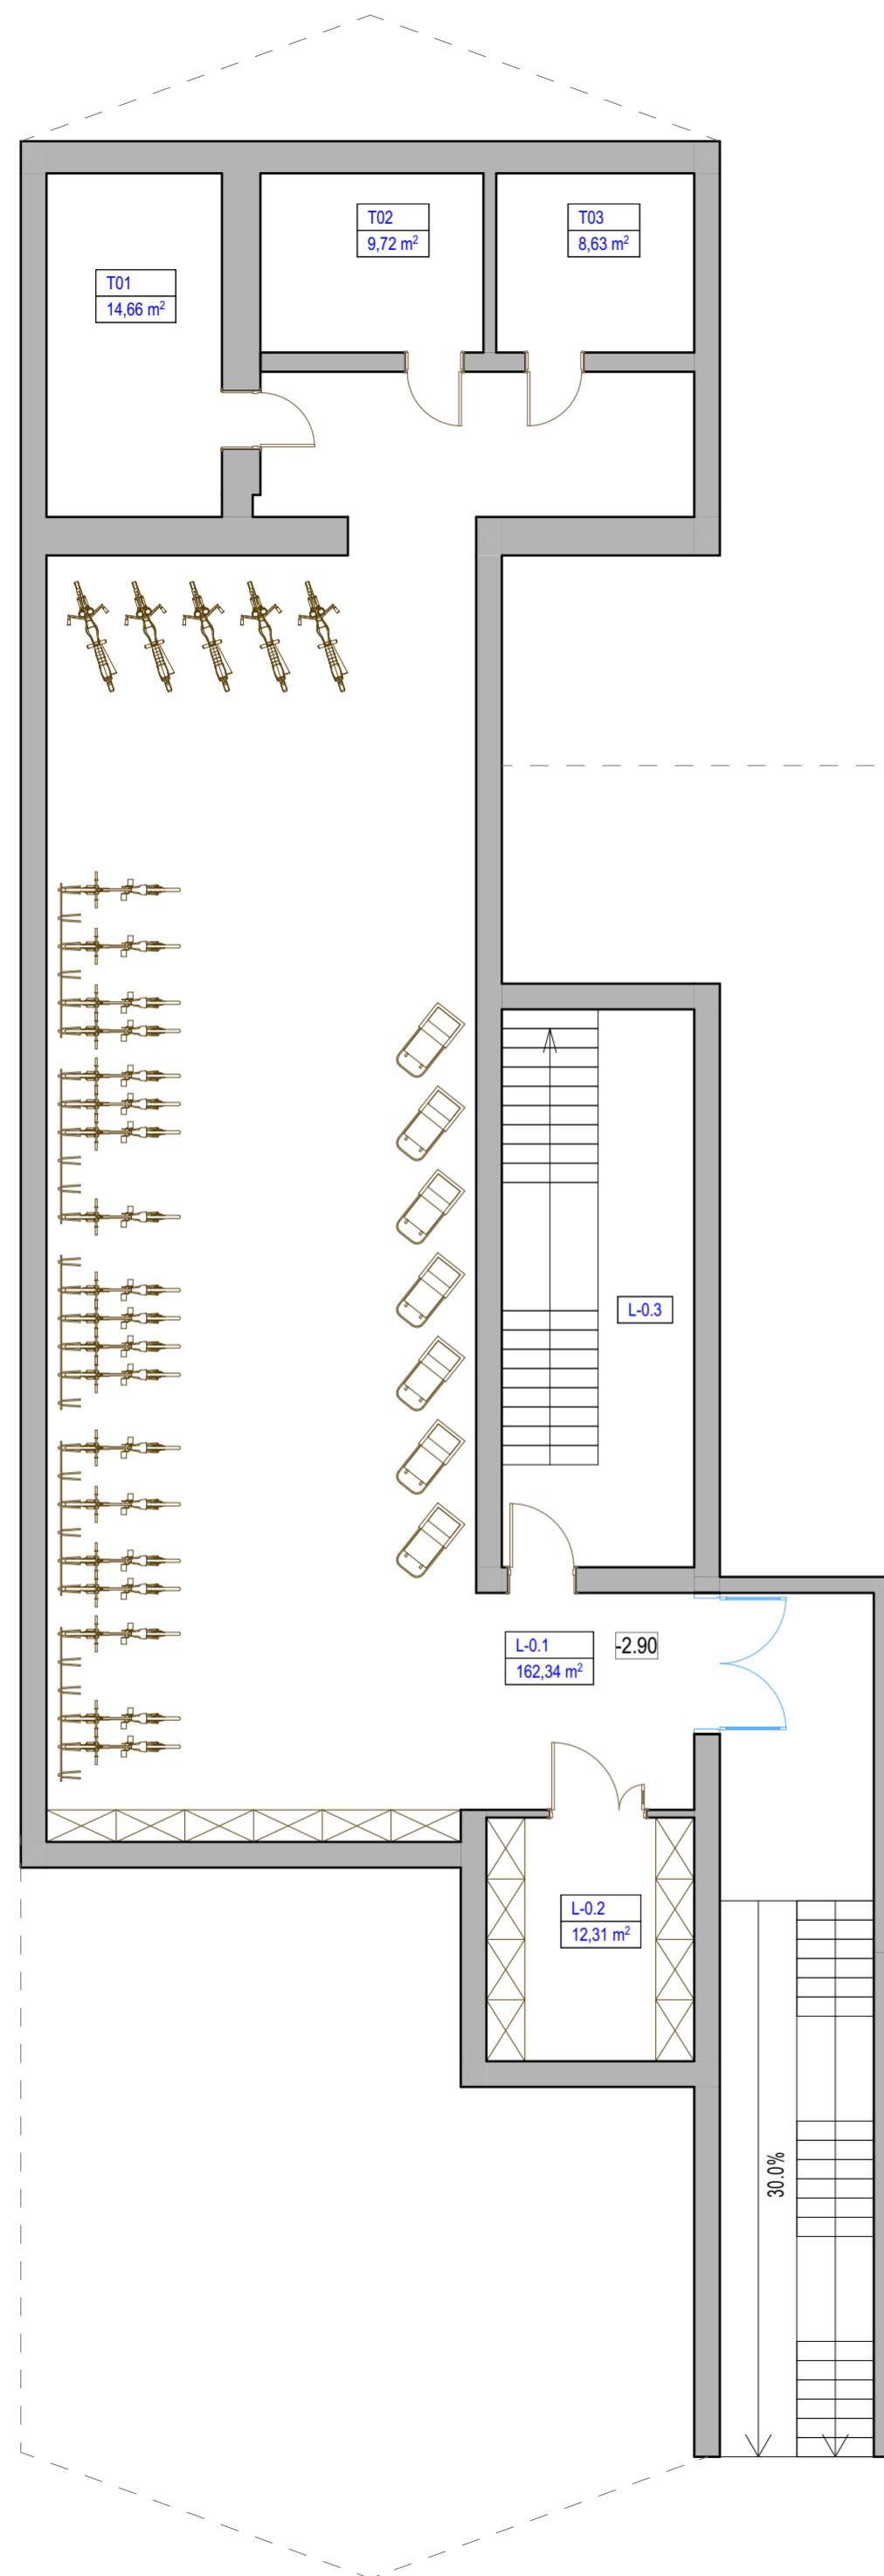 T02
9,72 m²
T03
8,63 m²
T01
14,66 m²
L-0.3
L-0.1
162,34 m²
-2.90
L-0.2
12,31 m²
30.0%